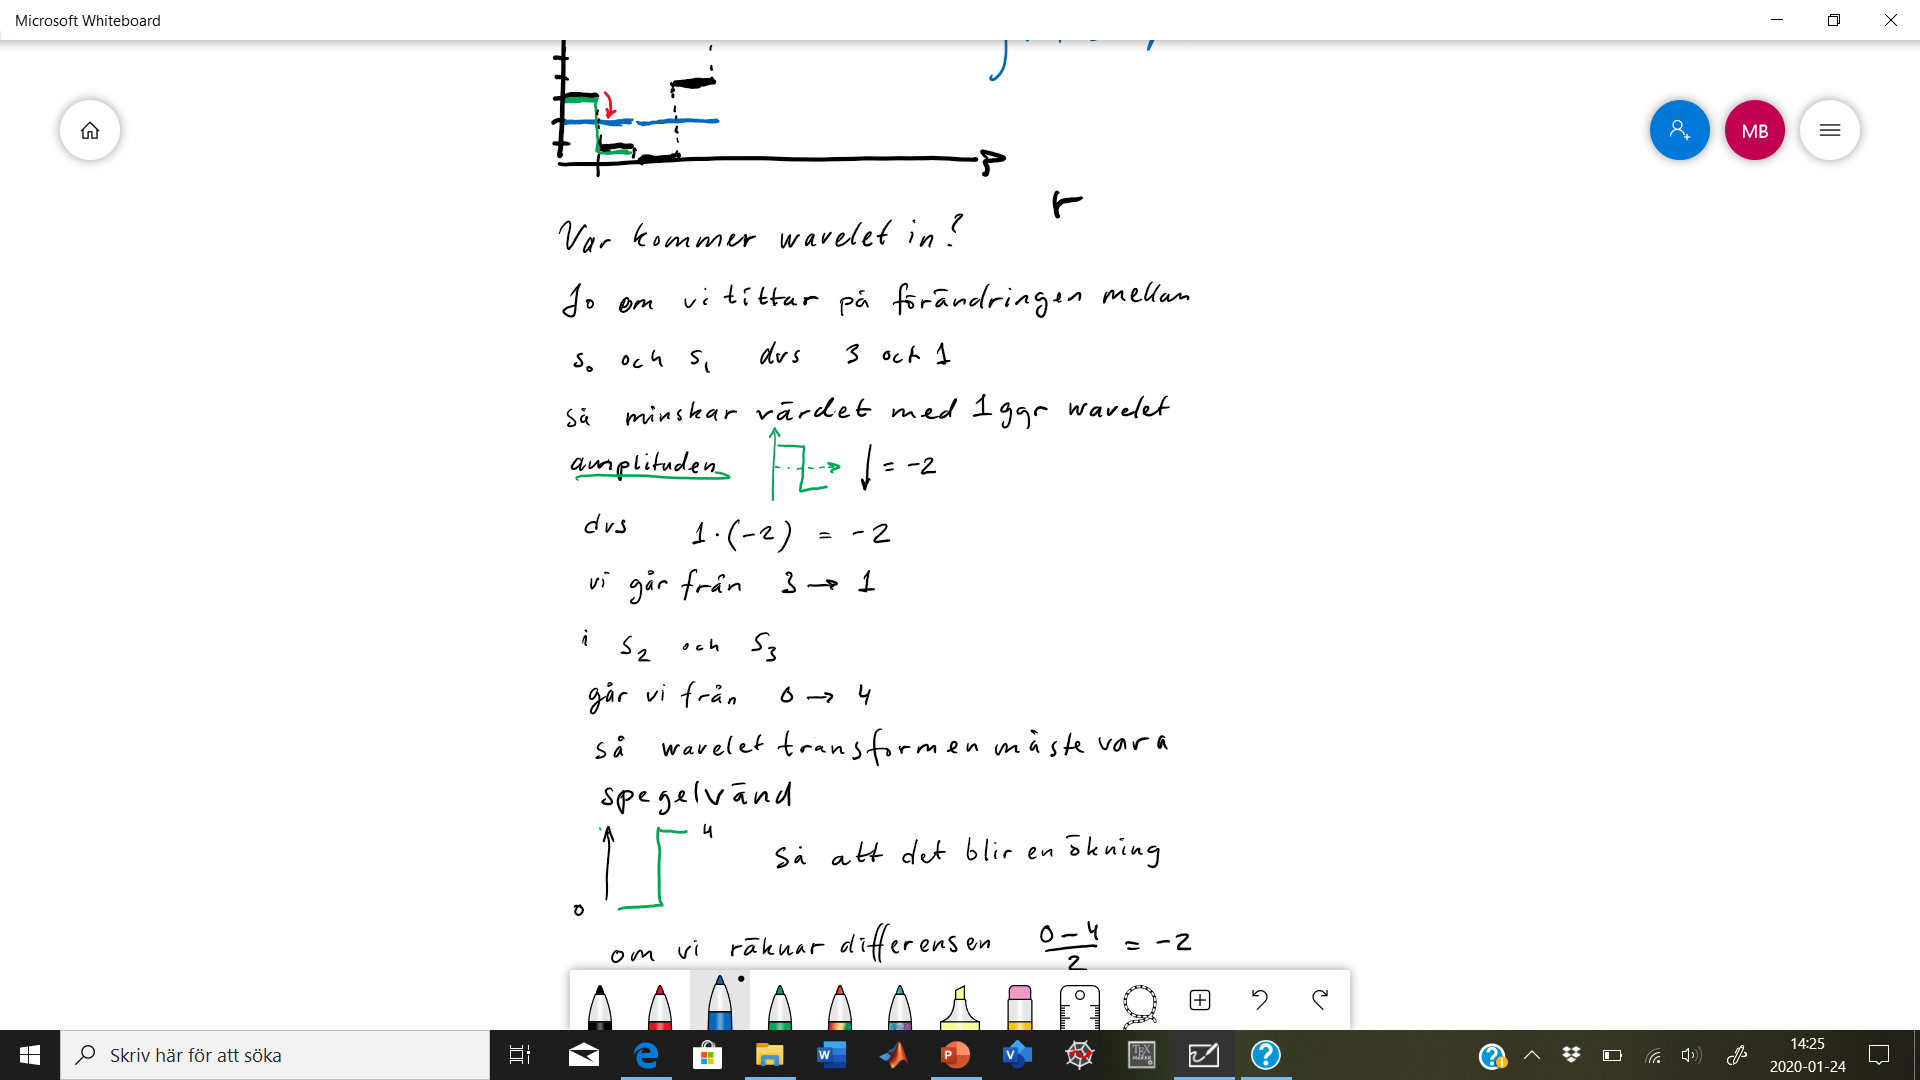 Microsoft Whiteboard
MB
r
Var kommer wavelet in?
Jo om vi tittar på förändringen mellan
s₀ och s₁ dvs 3 och 1
så minskar värdet med 1 ggr wavelet
amplituden ↓ = -2
dvs 1·(-2) = -2
vi går från 3 → 1
i s₂ och s₃
går vi från 0 → 4
så wavelet transformen måste vara
spegelvänd
4
så att det blir en ökning
0
om vi räknar differensen (0-4)/2 = -2
Skriv här för att söka
14:25
2020-01-24